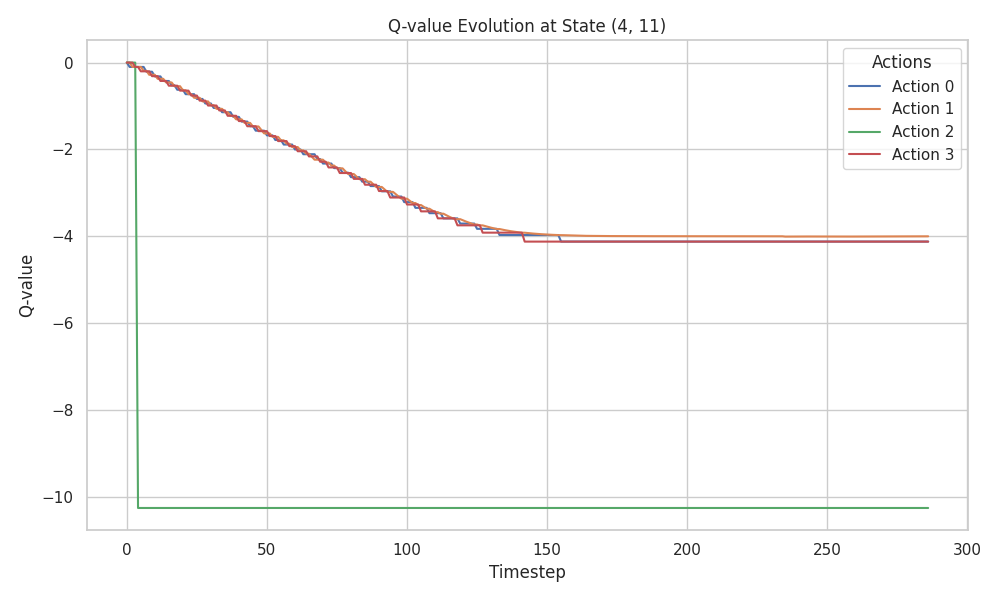 Q-value Evolution at State (4, 11)
Actions
Action 0
Action 1
Action 2
Action 3
Q-value
0
−2
−4
−6
−8
−10
0 50 100 150 200 250 300
Timestep